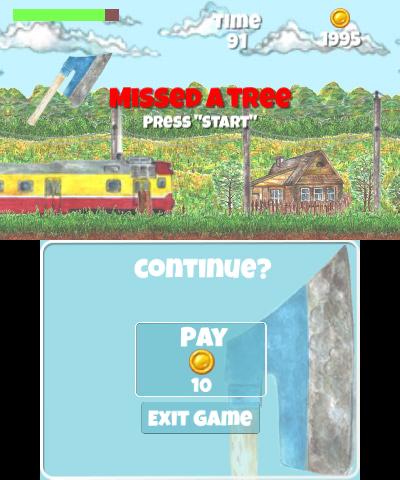 Time
91
1995
Missed a tree
Press "Start"
Continue?
Pay
10
Exit Game